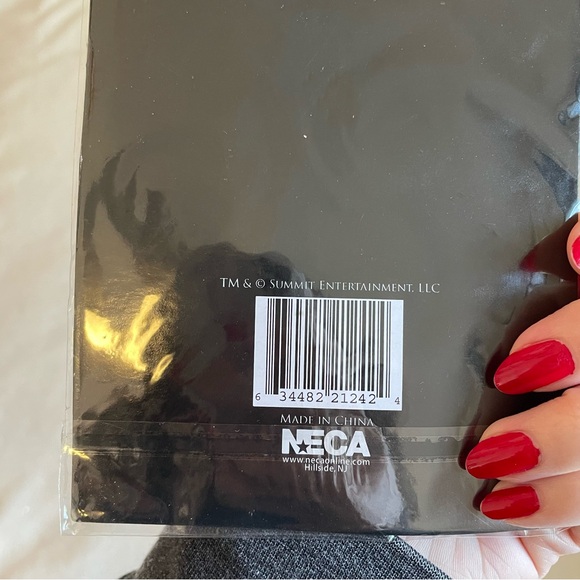 TM & © Summit Entertainment, LLC
6 34482 21242 4
Made in China
NECA
www.necaonline.com
Hillside, NJ